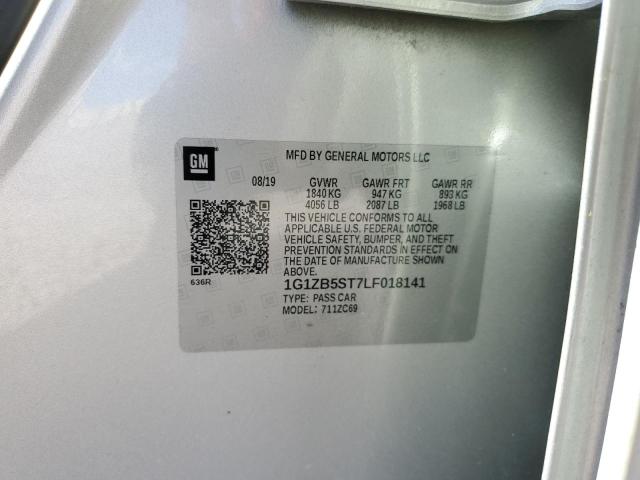 GM
MFD BY GENERAL MOTORS LLC
08/19 GVWR GAWR FRT GAWR RR
1840 KG 947 KG 893 KG
4056 LB 2087 LB 1968 LB
THIS VEHICLE CONFORMS TO ALL
APPLICABLE U.S. FEDERAL MOTOR
VEHICLE SAFETY, BUMPER, AND THEFT
PREVENTION STANDARDS IN EFFECT ON
THE DATE OF MANUFACTURE SHOWN
ABOVE.
636R
1G1ZB5ST7LF018141
TYPE: PASS CAR
MODEL: 711ZC69